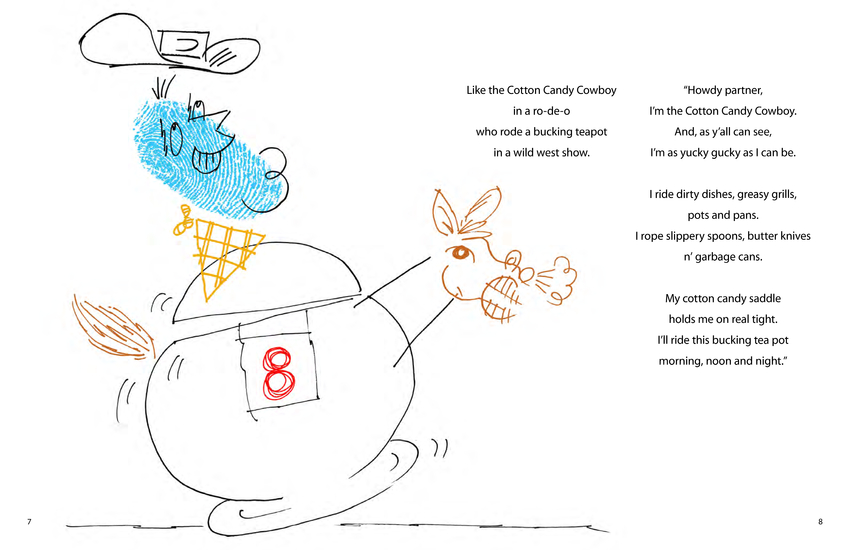 Like the Cotton Candy Cowboy
in a ro-de-o
who rode a bucking teapot
in a wild west show.
“Howdy partner,
I’m the Cotton Candy Cowboy.
And, as y’all can see,
I’m as yucky gucky as I can be.
I ride dirty dishes, greasy grills,
pots and pans.
I rope slippery spoons, butter knives
n’ garbage cans.
My cotton candy saddle
holds me on real tight.
I’ll ride this bucking tea pot
morning, noon and night.”
8
7
8